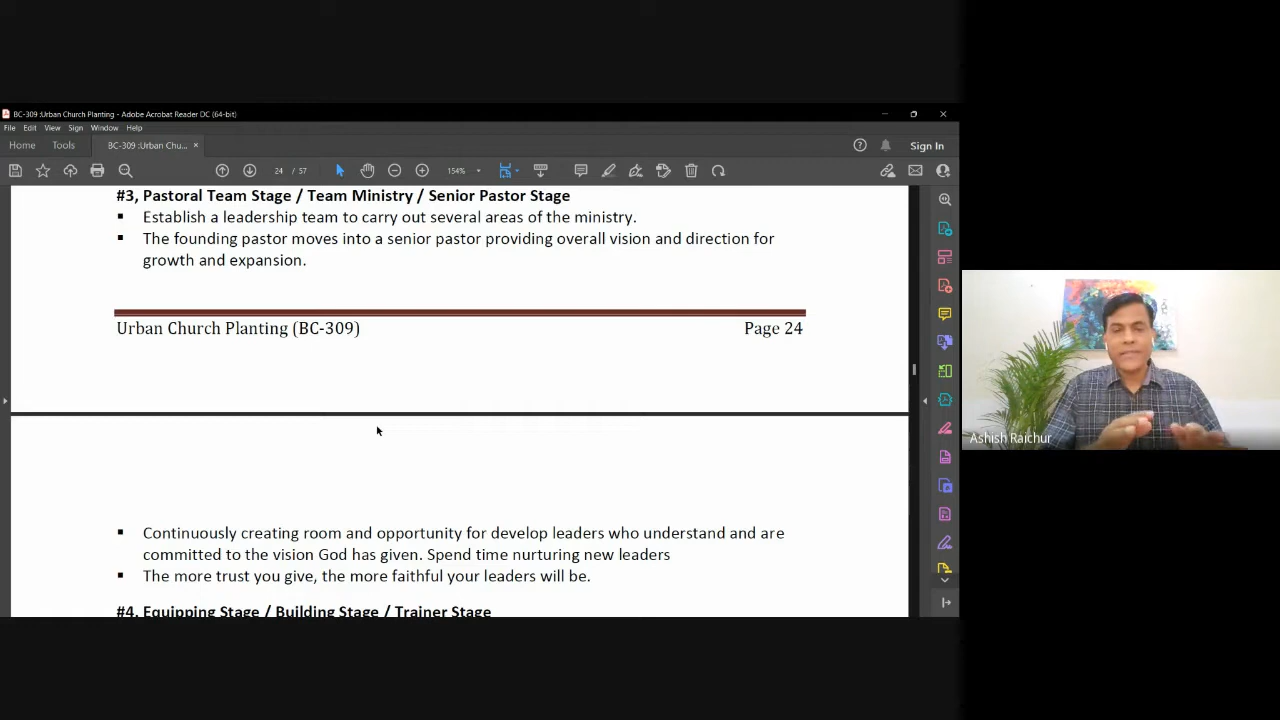 BC-309 :Urban Church Planting - Adobe Acrobat Reader DC (64-bit)
File Edit View Sign Window Help
Home Tools BC-309 :Urban Chu... × Sign In
24 / 57 154%
#3, Pastoral Team Stage / Team Ministry / Senior Pastor Stage
▪ Establish a leadership team to carry out several areas of the ministry.
▪ The founding pastor moves into a senior pastor providing overall vision and direction for
growth and expansion.
Urban Church Planting (BC-309) Page 24
▪ Continuously creating room and opportunity for develop leaders who understand and are
committed to the vision God has given. Spend time nurturing new leaders
▪ The more trust you give, the more faithful your leaders will be.
#4, Equipping Stage / Building Stage / Trainer Stage
Ashish Raichur